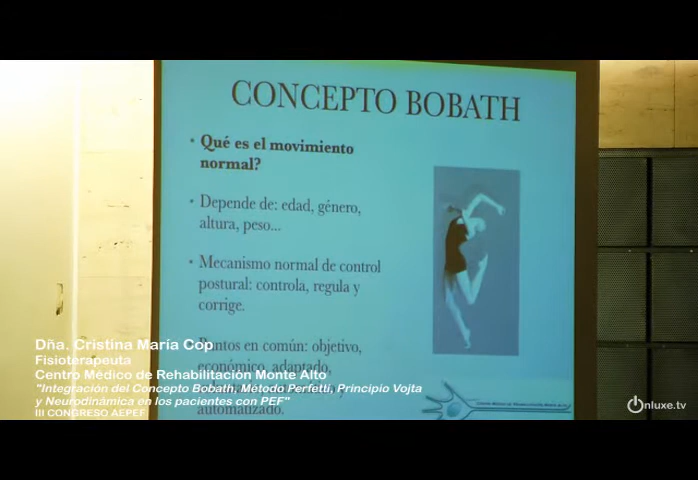 CONCEPTO BOBATH
• Qué es el movimiento
normal?
• Depende de: edad, género,
altura, peso...
• Mecanismo normal de control
postural: controla, regula y
corrige.
Puntos en común: objetivo,
económico, adaptado,
automatizado.
Dña. Cristina María Cop
Fisioterapeuta
Centro Médico de Rehabilitación Monte Alto
"Integración del Concepto Bobath, Método Perfetti, Principio Vojta
y Neurodinámica en los pacientes con PEF"
III CONGRESO AEPEF
onluxe.tv